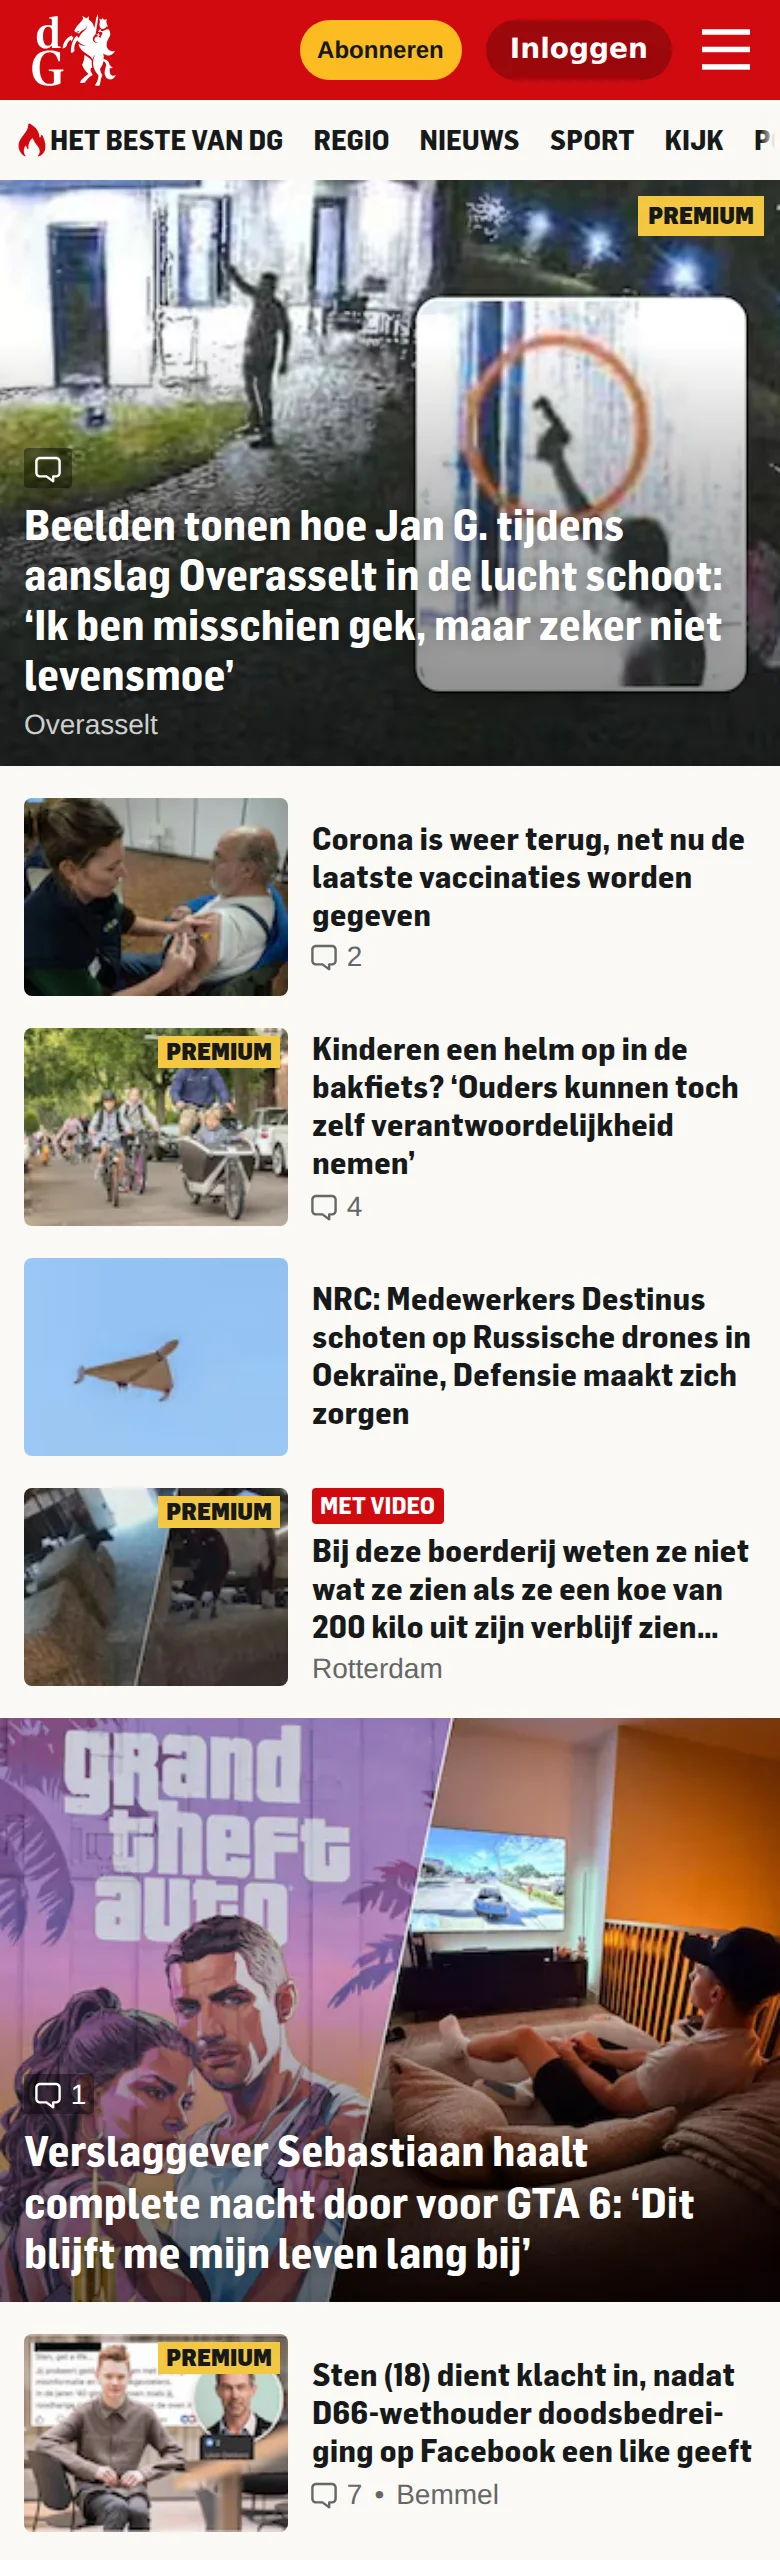 dG
Abonneren
Inloggen
HET BESTE VAN DG REGIO NIEUWS SPORT KIJK
PREMIUM
Beelden tonen hoe Jan G. tijdens
aanslag Overasselt in de lucht schoot:
‘Ik ben misschien gek, maar zeker niet
levensmoe’
Overasselt
Corona is weer terug, net nu de
laatste vaccinaties worden
gegeven
2
PREMIUM
Kinderen een helm op in de
bakfiets? ‘Ouders kunnen toch
zelf verantwoordelijkheid
nemen’
4
NRC: Medewerkers Destinus
schoten op Russische drones in
Oekraïne, Defensie maakt zich
zorgen
PREMIUM
MET VIDEO
Bij deze boerderij weten ze niet
wat ze zien als ze een koe van
200 kilo uit zijn verblijf zien...
Rotterdam
grand
theft
auto
1
Verslaggever Sebastiaan haalt
complete nacht door voor GTA 6: ‘Dit
blijft me mijn leven lang bij’
PREMIUM
Sten (18) dient klacht in, nadat
D66-wethouder doodsbedrei-
ging op Facebook een like geeft
7 • Bemmel